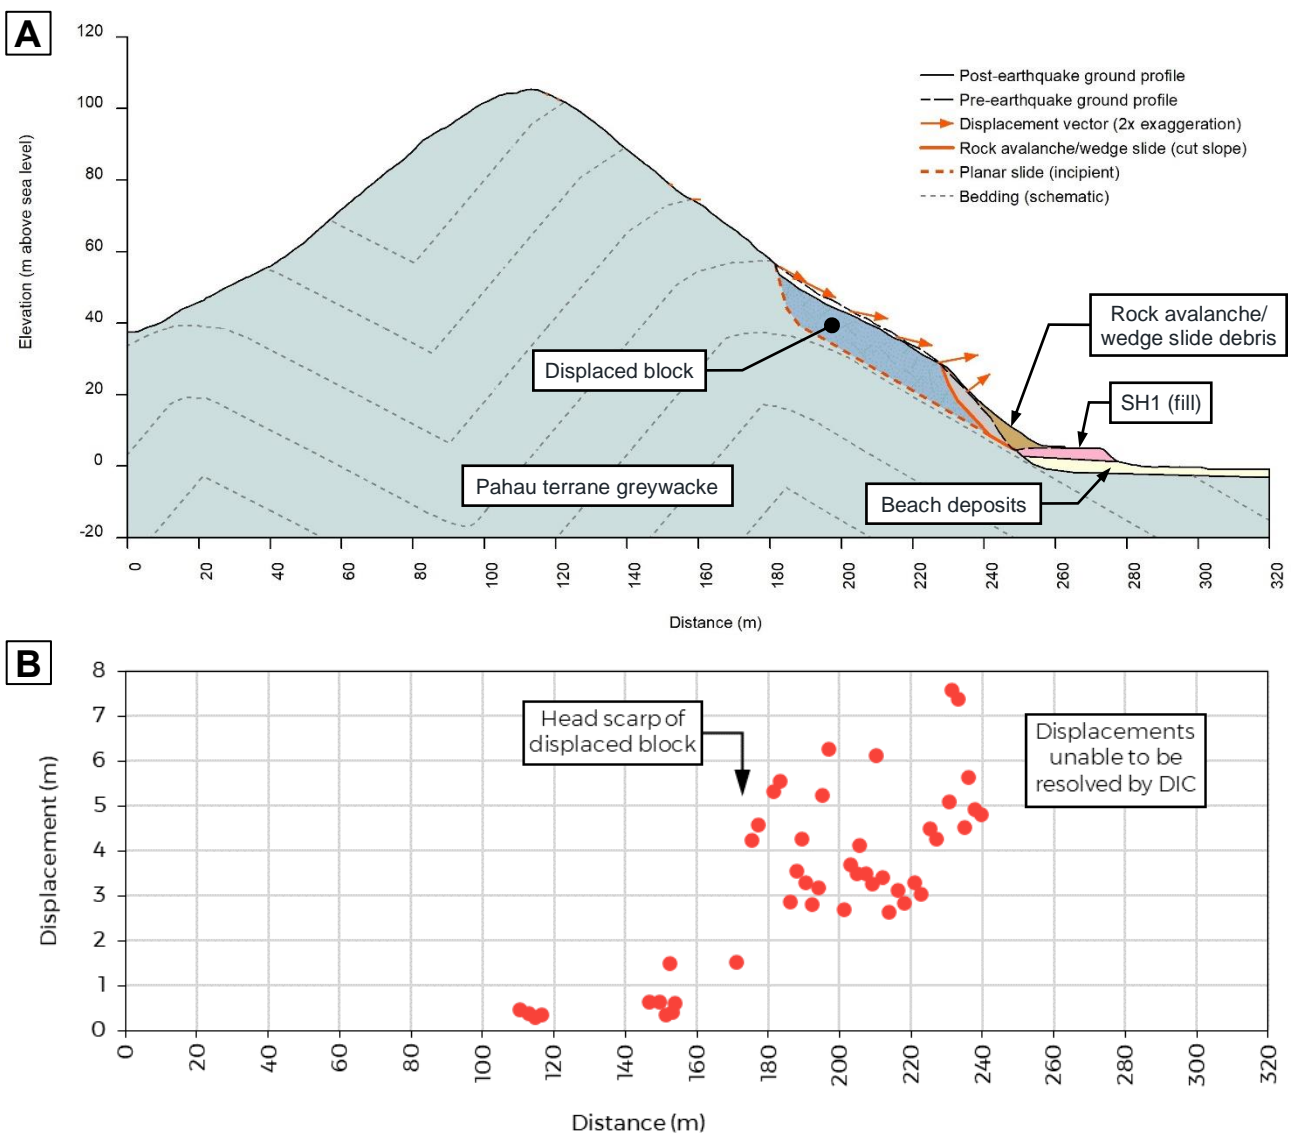 A
120
100
80
60
40
20
0
-20
Elevation (m above sea level)
Post-earthquake ground profile
Pre-earthquake ground profile
Displacement vector (2x exaggeration)
Rock avalanche/wedge slide (cut slope)
Planar slide (incipient)
Bedding (schematic)
Rock avalanche/
wedge slide debris
Displaced block
SH1 (fill)
Pahau terrane greywacke
Beach deposits
0 20 40 60 80 100 120 140 160 180 200 220 240 260 280 300 320
Distance (m)
B
8
7
6
5
4
3
2
1
0
Displacement (m)
Head scarp of
displaced block
Displacements
unable to be
resolved by DIC
0 20 40 60 80 100 120 140 160 180 200 220 240 260 280 300 320
Distance (m)